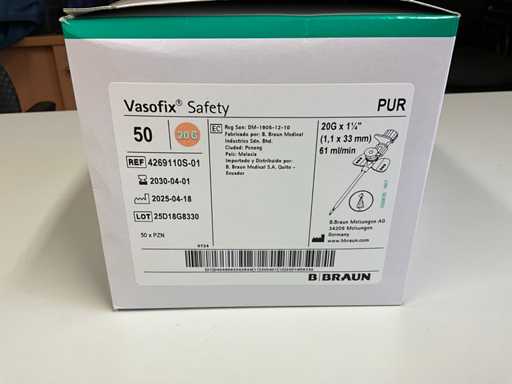 Vasofix® Safety
PUR
50
20G
REF 4269110S-01
2030-04-01
2025-04-18
LOT 25D18G8330
50 x PZN
EC
Reg San: DM-1906-12-10
Fabricado por: B. Braun Medical
Industries Sdn. Bhd.
Ciudad: Penang
País: Malasia
Importado y Distribuido por:
B. Braun Medical S.A. Quito -
Ecuador
20G x 1¼"
(1,1 x 33 mm)
61 ml/min
B.Braun Melsungen AG
34209 Melsungen
Germany
www.bbraun.com
0724
B BRAUN